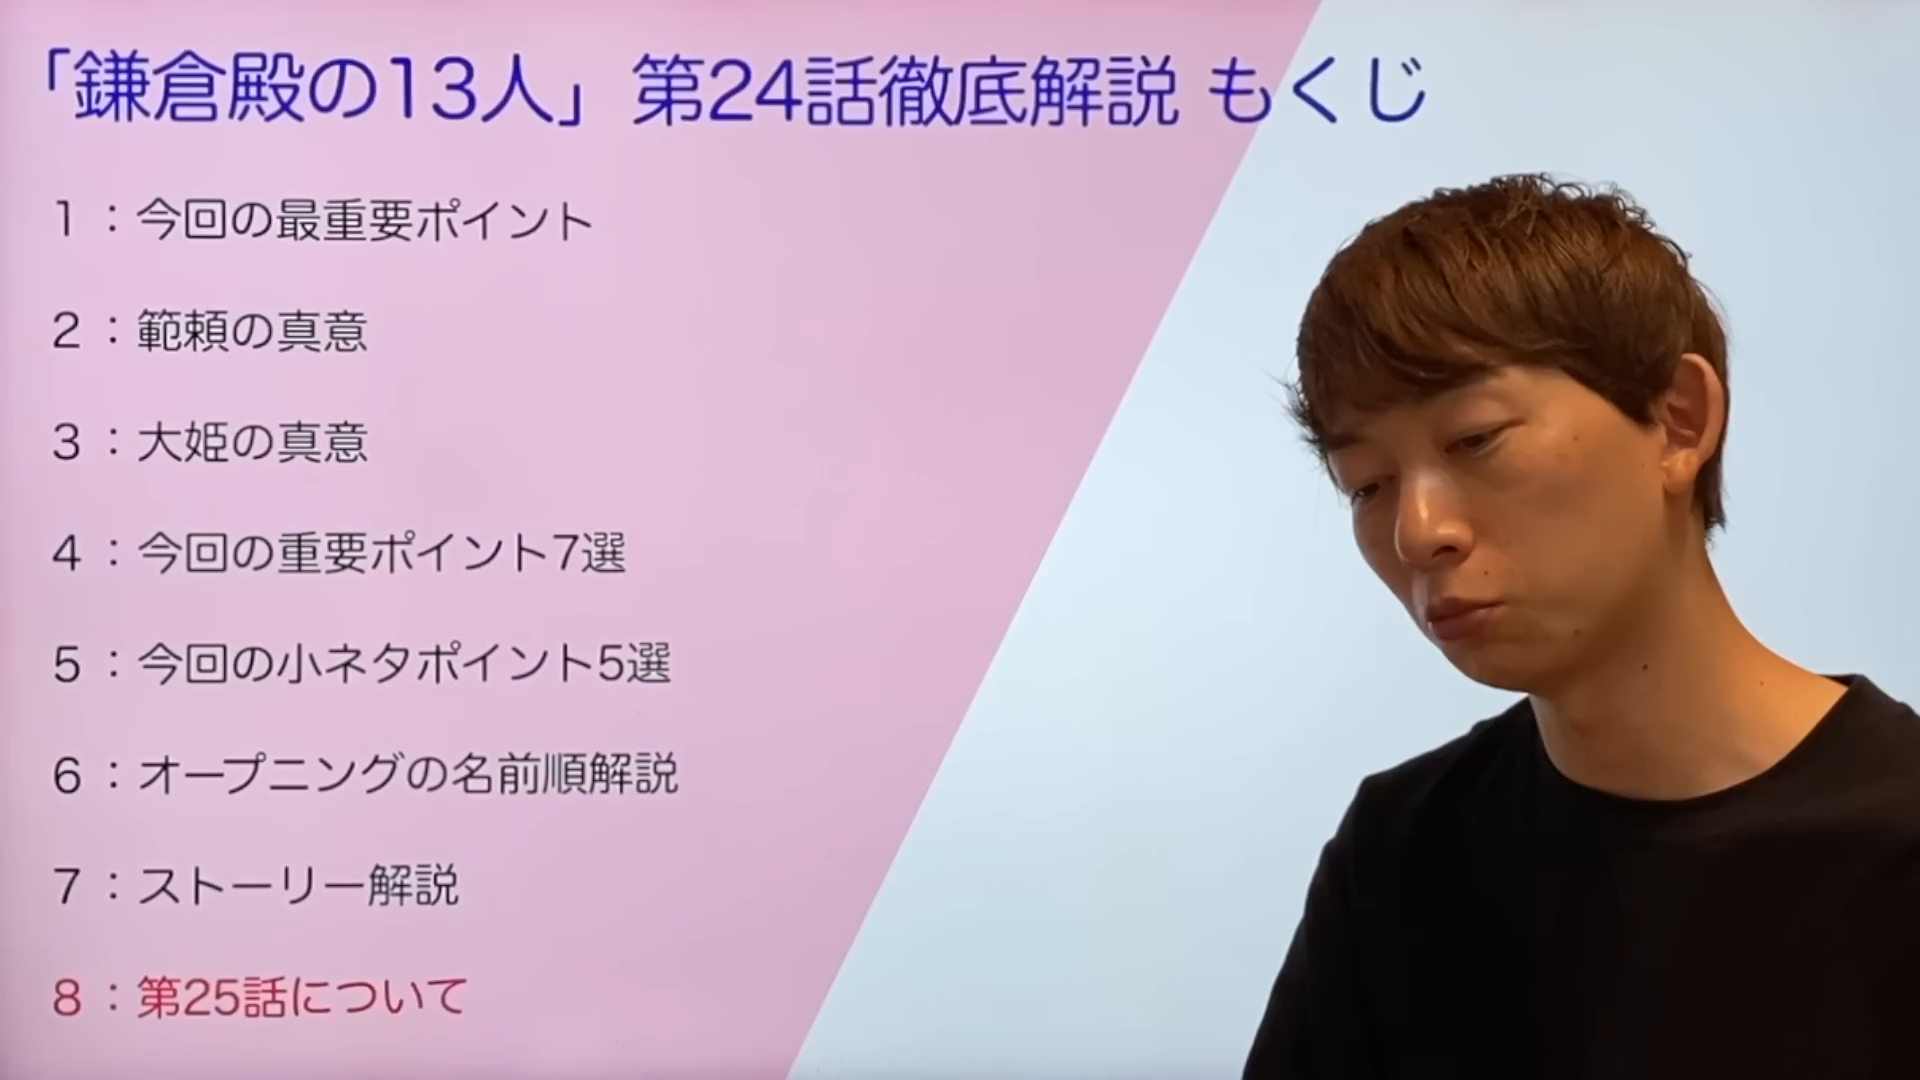 「鎌倉殿の13人」第24話徹底解説 もくじ
1：今回の最重要ポイント
2：範頼の真意
3：大姫の真意
4：今回の重要ポイント7選
5：今回の小ネタポイント5選
6：オープニングの名前順解説
7：ストーリー解説
8：第25話について